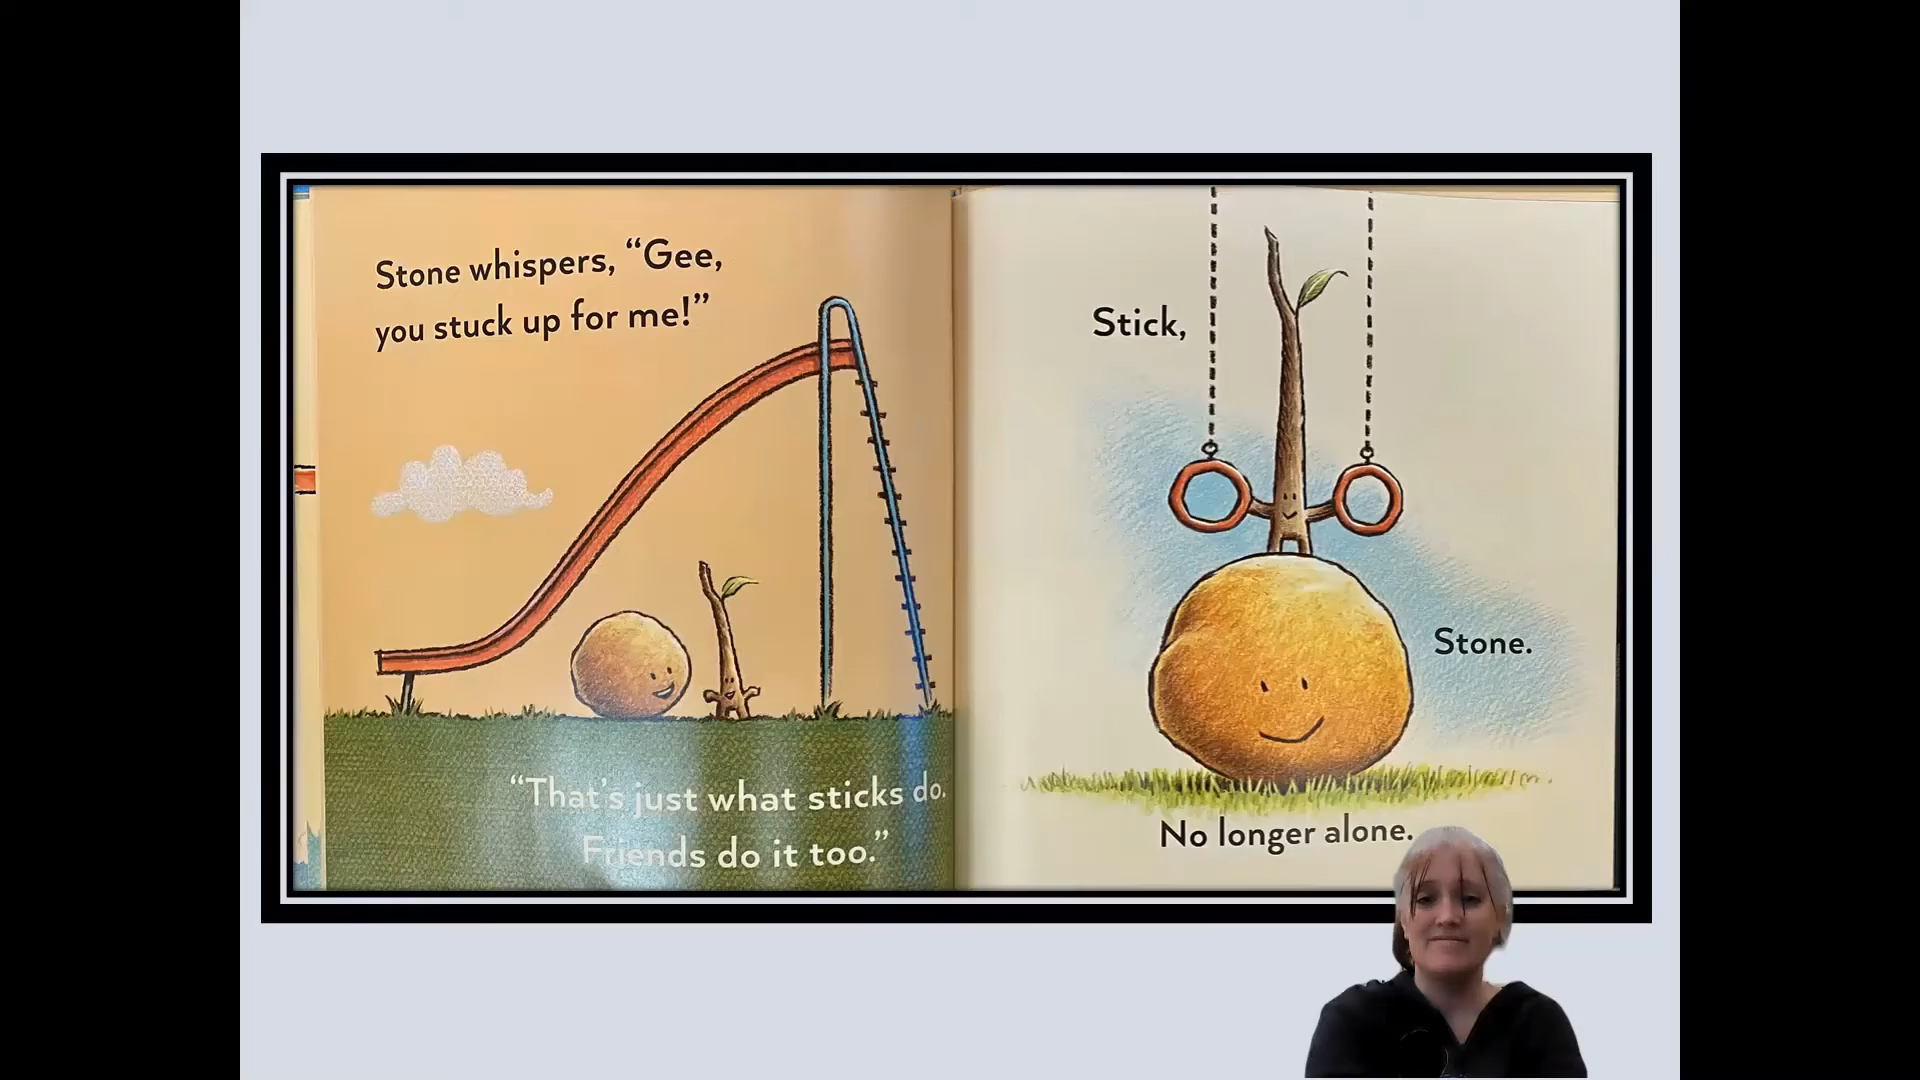 Stone whispers, “Gee,
you stuck up for me!”
“That’s just what sticks do.
Friends do it too.”
Stick,
Stone.
No longer alone.